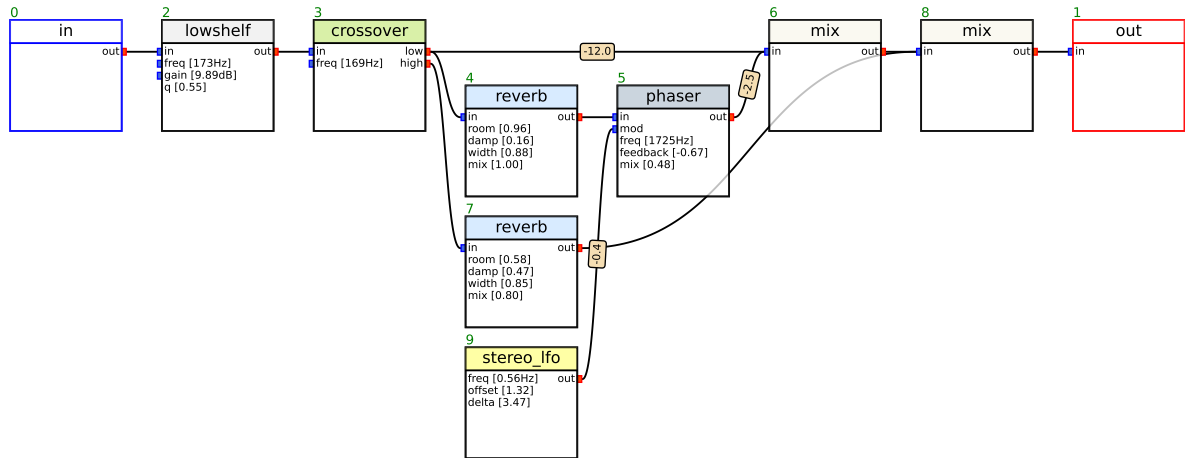 0
in
out
2
lowshelf
in
out
freq [173Hz]
gain [9.89dB]
q [0.55]
3
crossover
in
low
freq [169Hz]
high
-12.0
4
reverb
in
out
room [0.96]
damp [0.16]
width [0.88]
mix [1.00]
5
phaser
in
out
mod
freq [1725Hz]
feedback [-0.67]
mix [0.48]
-2.5
6
mix
in
out
8
mix
in
out
1
out
in
7
reverb
in
out
room [0.58]
damp [0.47]
width [0.85]
mix [0.80]
-0.4
9
stereo_lfo
freq [0.56Hz]
out
offset [1.32]
delta [3.47]